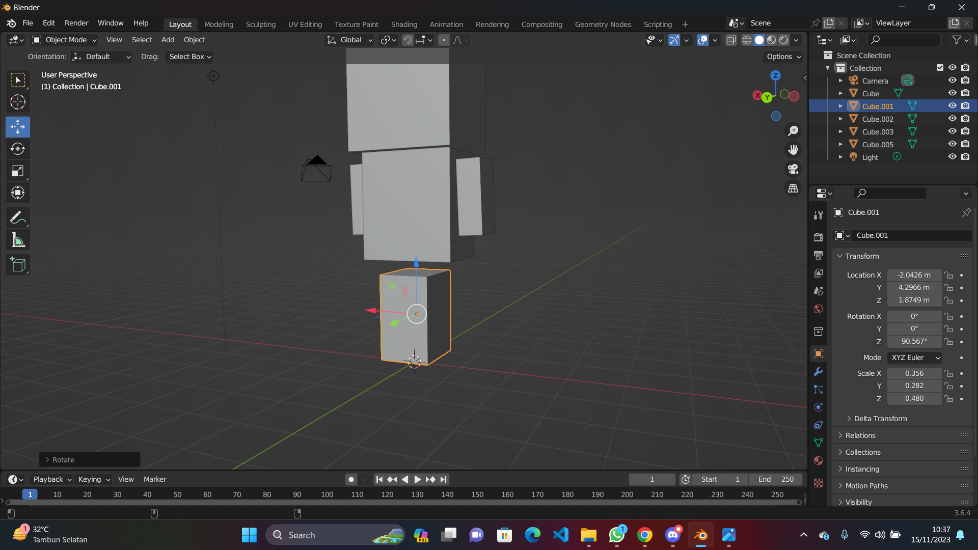 Blender
File Edit Render Window Help
Layout Modeling Sculpting UV Editing Texture Paint Shading Animation Rendering Compositing Geometry Nodes Scripting +
Scene
ViewLayer
Object Mode View Select Add Object
Global
Orientation: Default Drag: Select Box
Options
User Perspective
(1) Collection | Cube.001
Z
X
Y
Rotate
Scene Collection
Collection
Camera
Cube
Cube.001
Cube.002
Cube.003
Cube.005
Light
Cube.001
Cube.001
Transform
Location X -2.0426 m
Y 4.2966 m
Z 1.8749 m
Rotation X 0°
Y 0°
Z 90.567°
Mode XYZ Euler
Scale X 0.356
Y 0.282
Z 0.480
Delta Transform
Relations
Collections
Instancing
Motion Paths
Visibility
Playback Keying View Marker
1 Start 1 End 250
1 10 20 30 40 50 60 70 80 90 100 110 120 130 140 150 160 170 180 190 200 210 220 230 240 250
3.6.4
1
32°C
Tambun Selatan
Search
1
10:37
15/11/2023